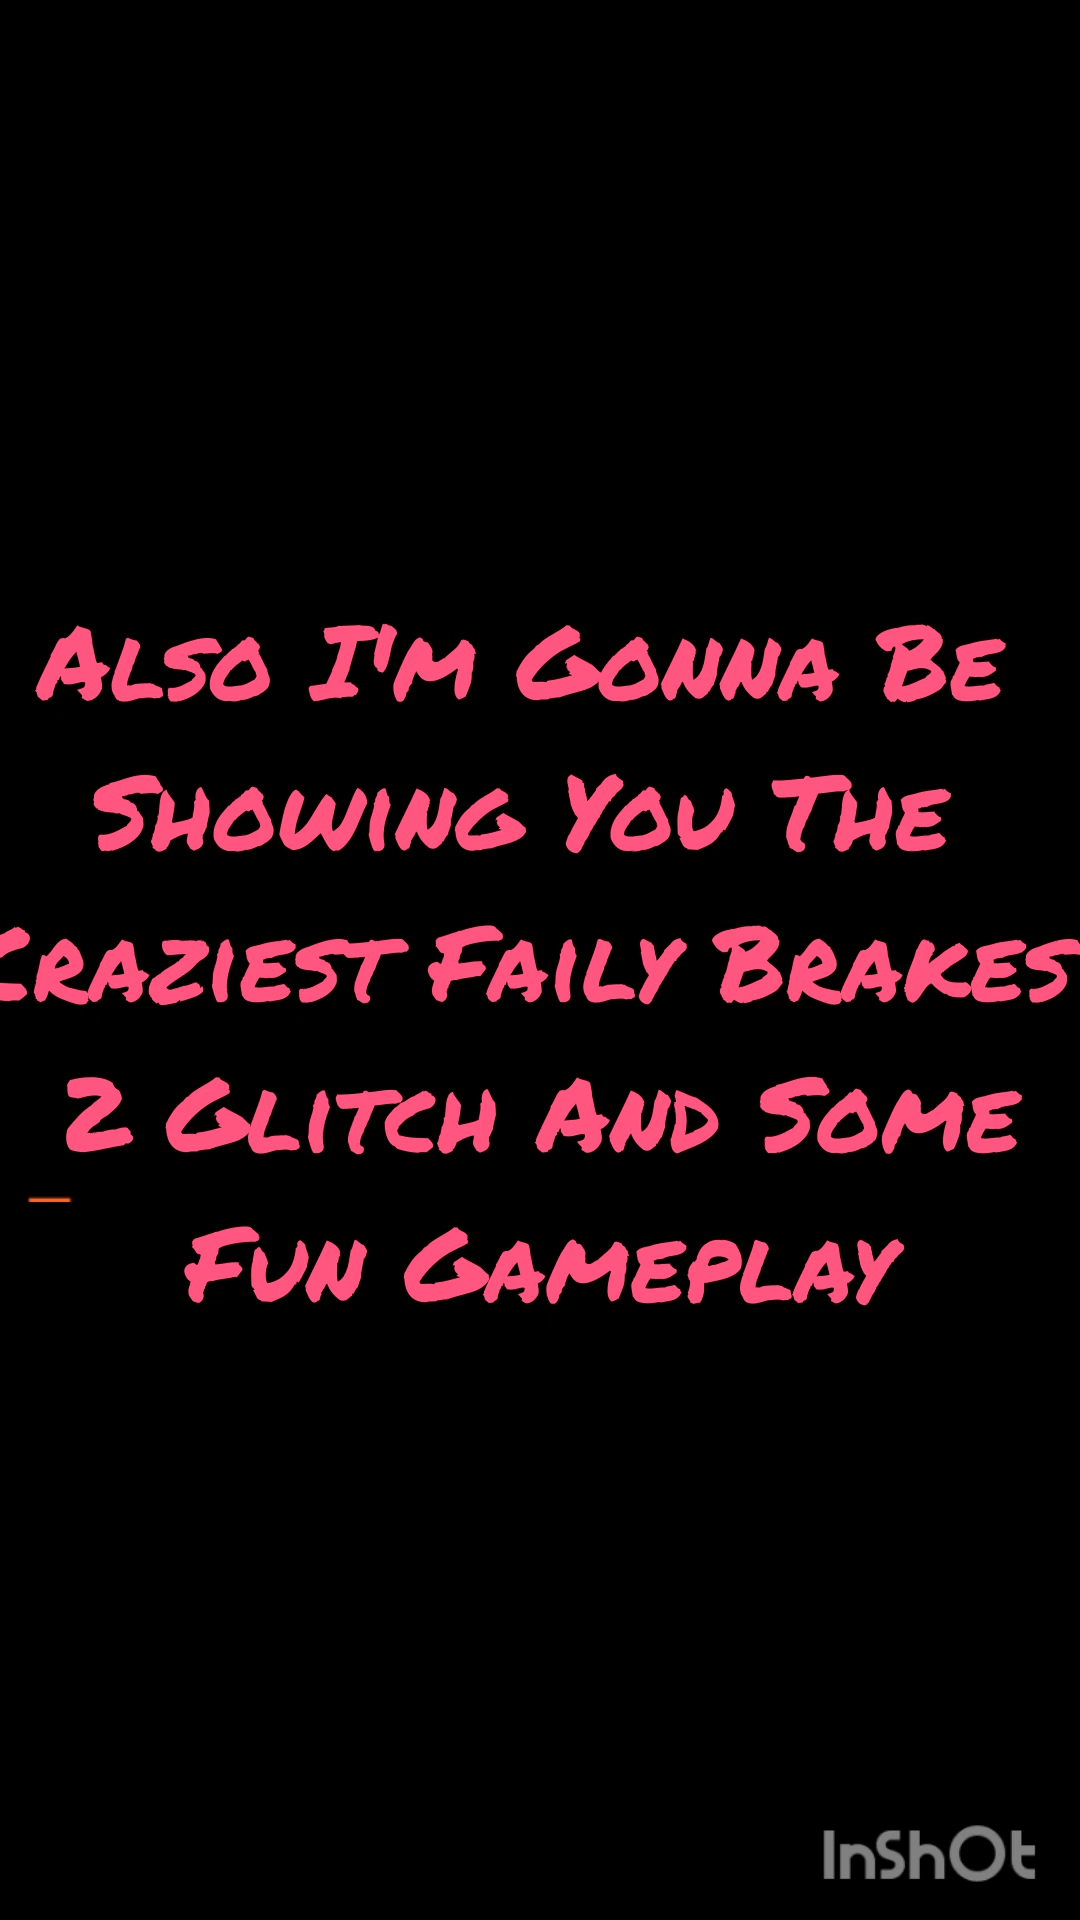 Also I'm Gonna Be
Showing You The
Craziest Faily Brakes
2 Glitch And Some
Fun Gameplay
InShOt